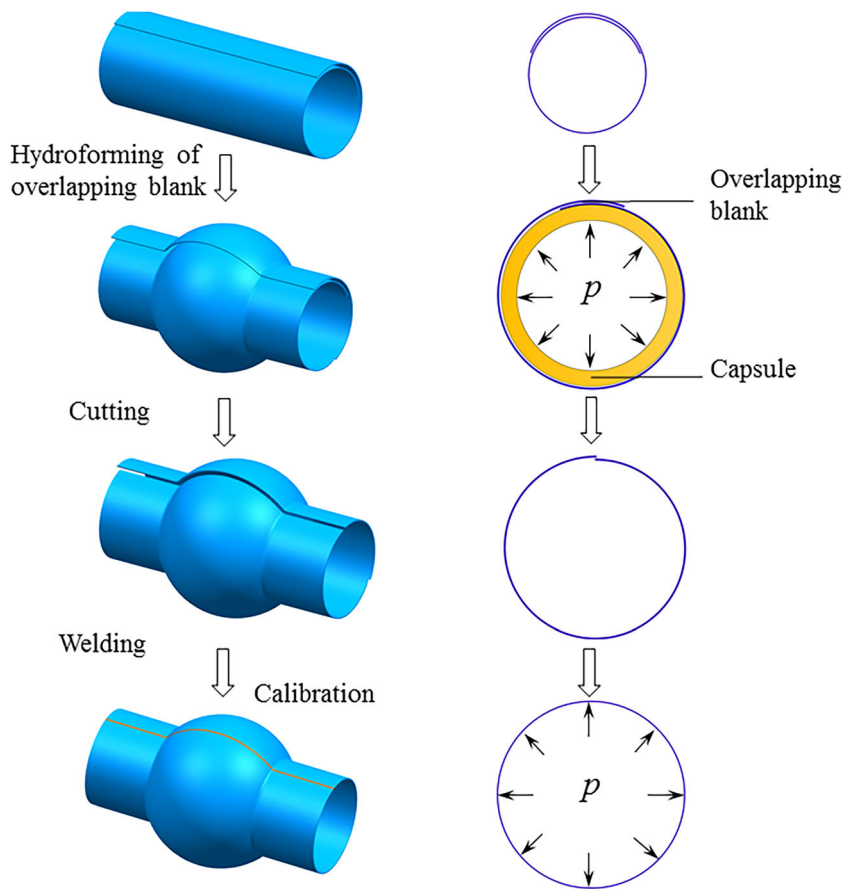 Hydroforming of
overlapping blank
Overlapping
blank
p
Capsule
Cutting
Welding
Calibration
p